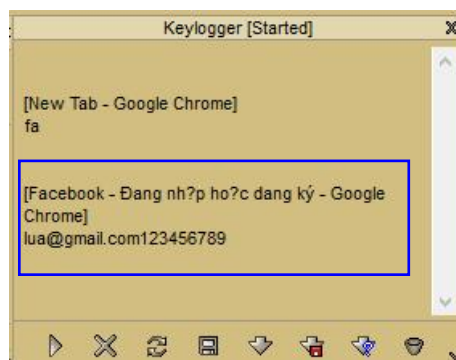 Keylogger [Started]
[New Tab - Google Chrome]
fa
[Facebook - Đang nh?p ho?c dang ký - Google
Chrome]
lua@gmail.com123456789